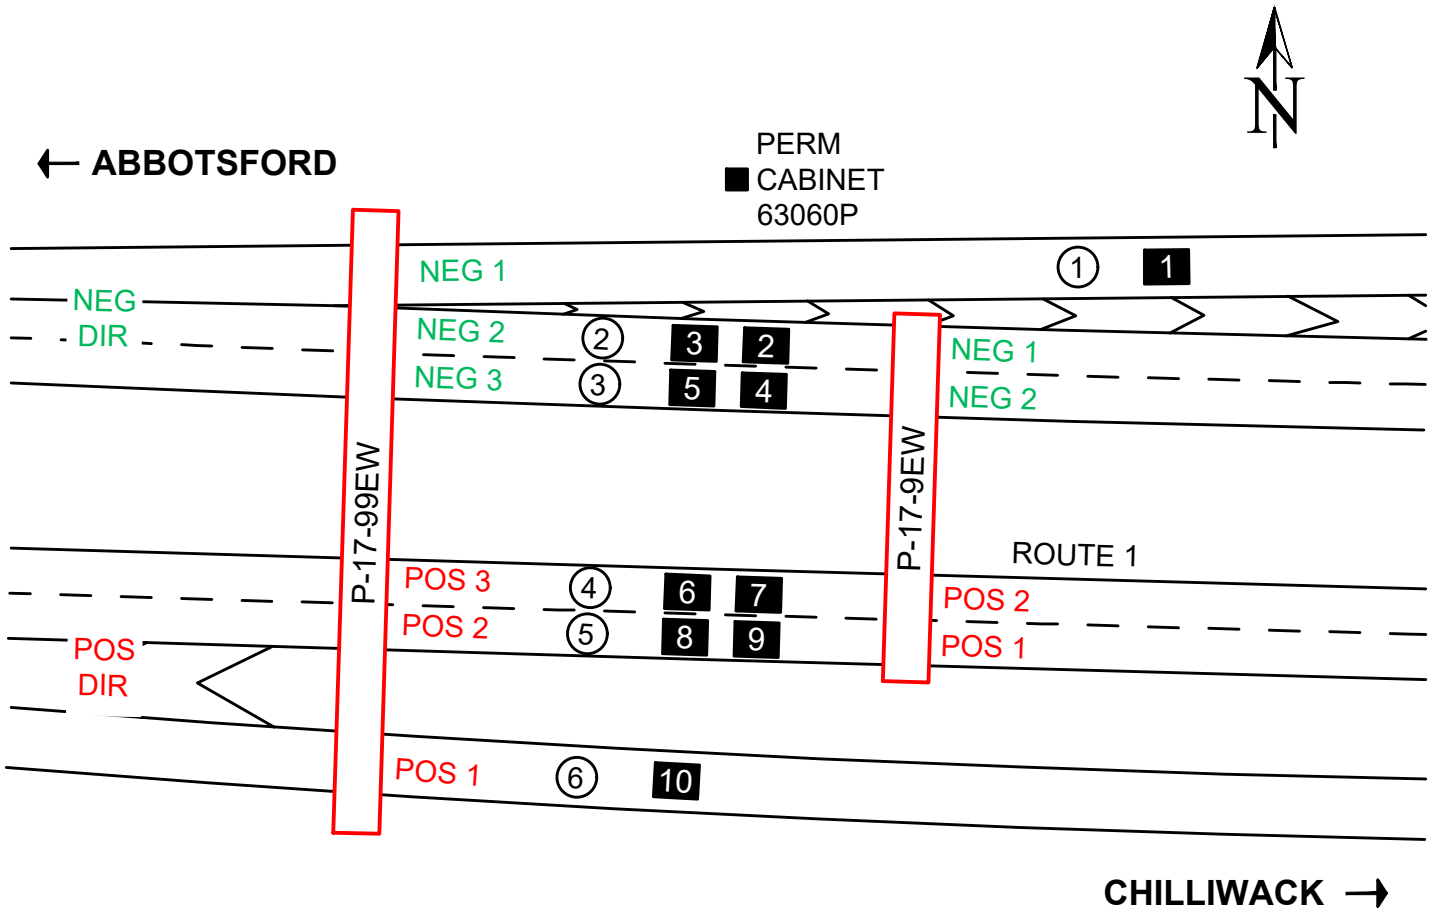 N
PERM
CABINET
63060P
← ABBOTSFORD
NEG 1
1 1
NEG
DIR
NEG 2 2 3 2
NEG 1
NEG 3 3 5 4
NEG 2
P-17-99EW
P-17-9EW
ROUTE 1
POS 3 4 6 7
POS 2
POS 2 5 8 9
POS 1
POS
DIR
POS 1 6 10
CHILLIWACK →